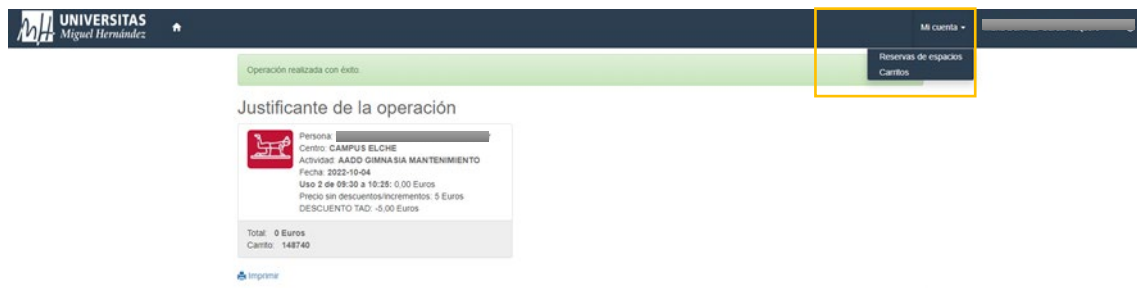 UNIVERSITAS
Miguel Hernández
Mi cuenta
Reservas de espacios
Carritos
Operación realizada con éxito.
Justificante de la operación
Persona:
Centro: CAMPUS ELCHE
Actividad: AADD GIMNASIA MANTENIMIENTO
Fecha: 2022-10-04
Uso 2 de 09:30 a 10:25: 0,00 Euros
Precio sin descuentos/incrementos: 5 Euros
DESCUENTO TAD: -5,00 Euros
Total: 0 Euros
Carrito: 148740
Imprimir